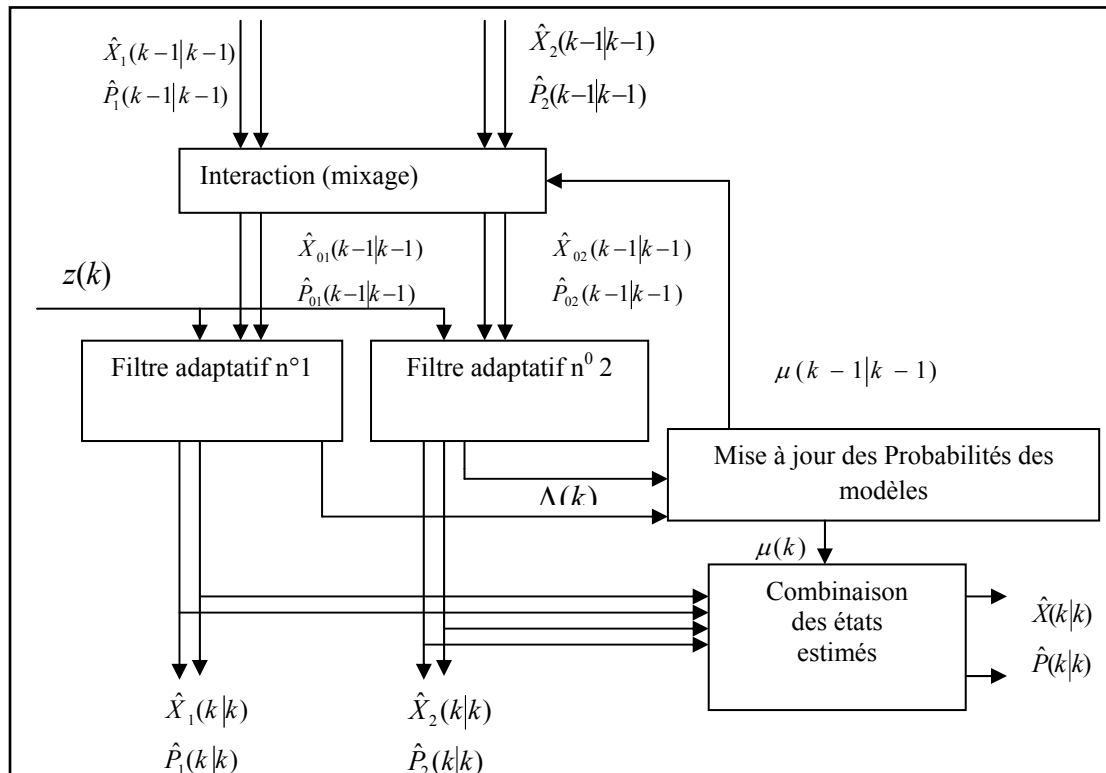 X̂₁(k−1|k−1)
P̂₁(k−1|k−1)
X̂₂(k−1|k−1)
P̂₂(k−1|k−1)
Interaction (mixage)
X̂₀₁(k−1|k−1)
P̂₀₁(k−1|k−1)
X̂₀₂(k−1|k−1)
P̂₀₂(k−1|k−1)
z(k)
Filtre adaptatif n°1
Filtre adaptatif n⁰ 2
μ(k − 1|k − 1)
Mise à jour des Probabilités des
modèles
Λ(k)
μ(k)
Combinaison
des états
estimés
X̂(k|k)
P̂(k|k)
X̂₁(k|k)
P̂₁(k|k)
X̂₂(k|k)
P̂₂(k|k)